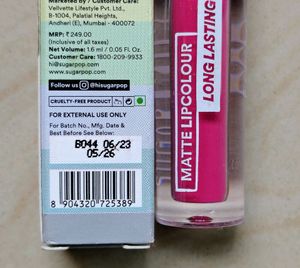 Marketed by / Customer Care:
Vellvette Lifestyle Pvt. Ltd.,
B-1004, Palatial Heights,
Andheri (E), Mumbai - 400072
MRP: ₹ 249.00
(Inclusive of all taxes)
Net Volume: 1.6 ml / 0.05 Fl. Oz.
Customer Care: 1800-209-9933
hi@sugarpop.com
@hisugarpop
CRUELTY-FREE PRODUCT
FOR EXTERNAL USE ONLY
For Batch No., Mfg. Date &
Best Before See Below:
B044 06/23
05/26
8 904320 725389
MATTE LIPCOLOUR
LONG LASTING